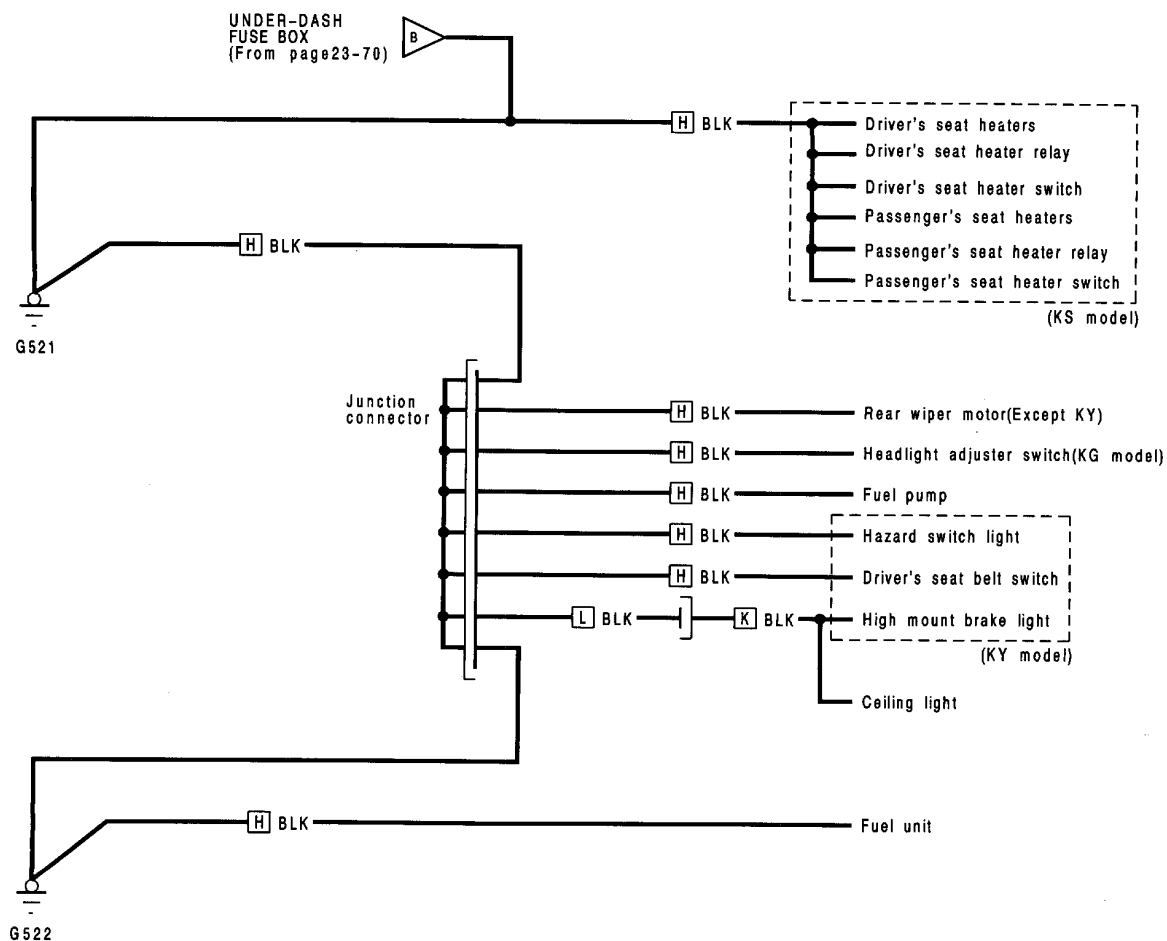 UNDER-DASH
FUSE BOX
(From page23-70)
B
H BLK
Driver's seat heaters
Driver's seat heater relay
Driver's seat heater switch
Passenger's seat heaters
Passenger's seat heater relay
Passenger's seat heater switch
(KS model)
H BLK
G521
Junction
connector
H BLK Rear wiper motor(Except KY)
H BLK Headlight adjuster switch(KG model)
H BLK Fuel pump
H BLK Hazard switch light
H BLK Driver's seat belt switch
L BLK K BLK High mount brake light
(KY model)
Ceiling light
H BLK Fuel unit
G522